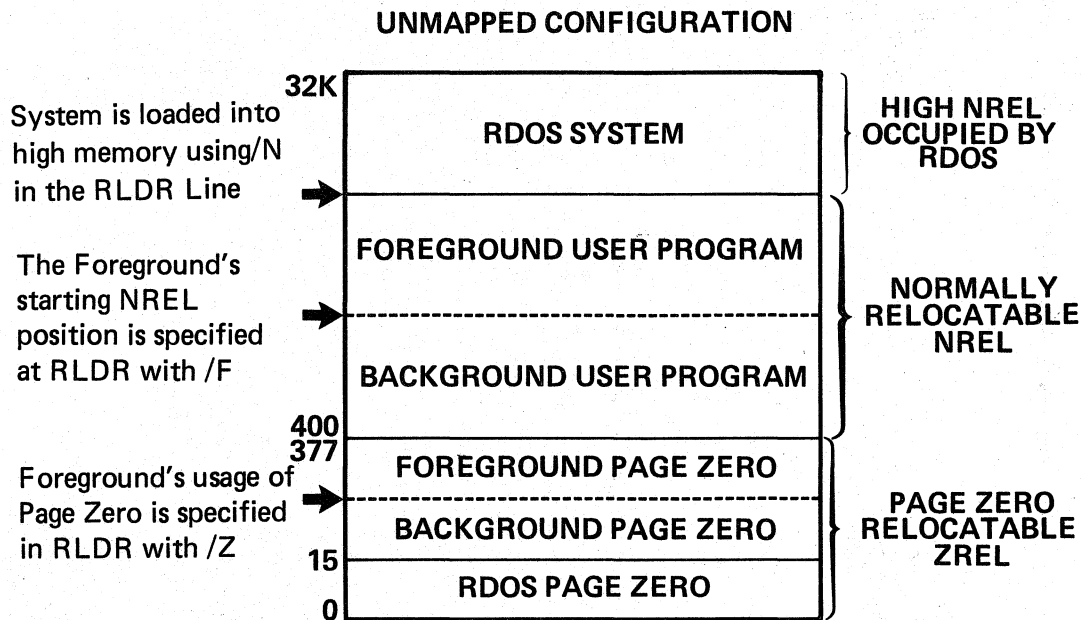 UNMAPPED CONFIGURATION
System is loaded into
high memory using/N
in the RLDR Line
The Foreground's
starting NREL
position is specified
at RLDR with /F
Foreground's usage of
Page Zero is specified
in RLDR with /Z
32K
400
377
15
0
RDOS SYSTEM
FOREGROUND USER PROGRAM
BACKGROUND USER PROGRAM
FOREGROUND PAGE ZERO
BACKGROUND PAGE ZERO
RDOS PAGE ZERO
HIGH NREL
OCCUPIED BY
RDOS
NORMALLY
RELOCATABLE
NREL
PAGE ZERO
RELOCATABLE
ZREL